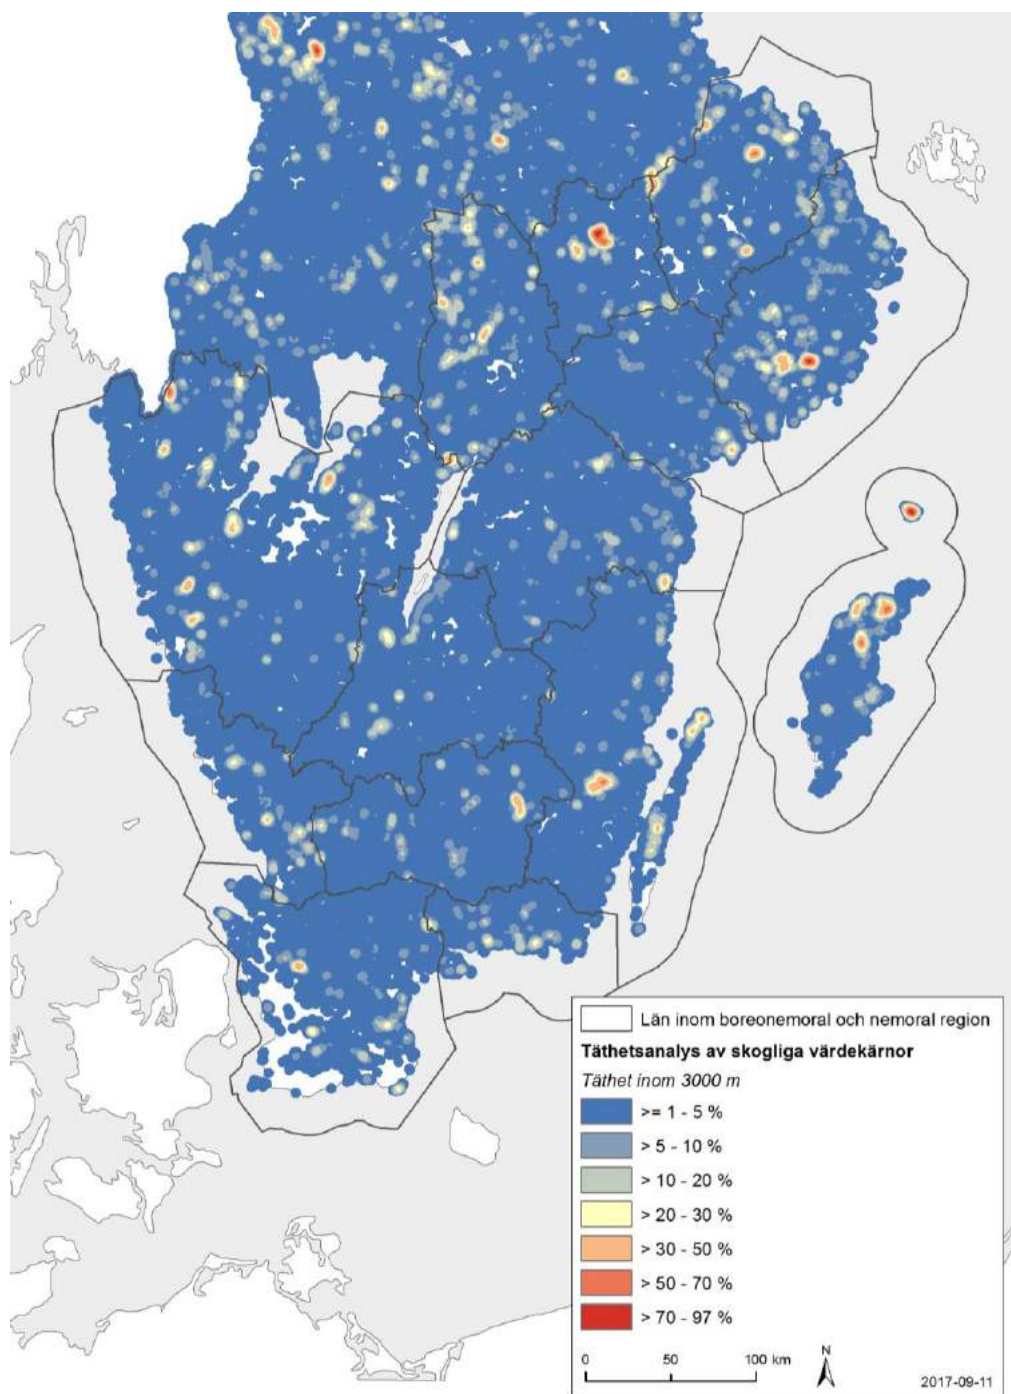 Län inom boreonemoral och nemoral region
Täthetsanalys av skogliga värdekärnor
Täthet inom 3000 m
>= 1 - 5 %
> 5 - 10 %
> 10 - 20 %
> 20 - 30 %
> 30 - 50 %
> 50 - 70 %
> 70 - 97 %
N
0 50 100 km
2017-09-11